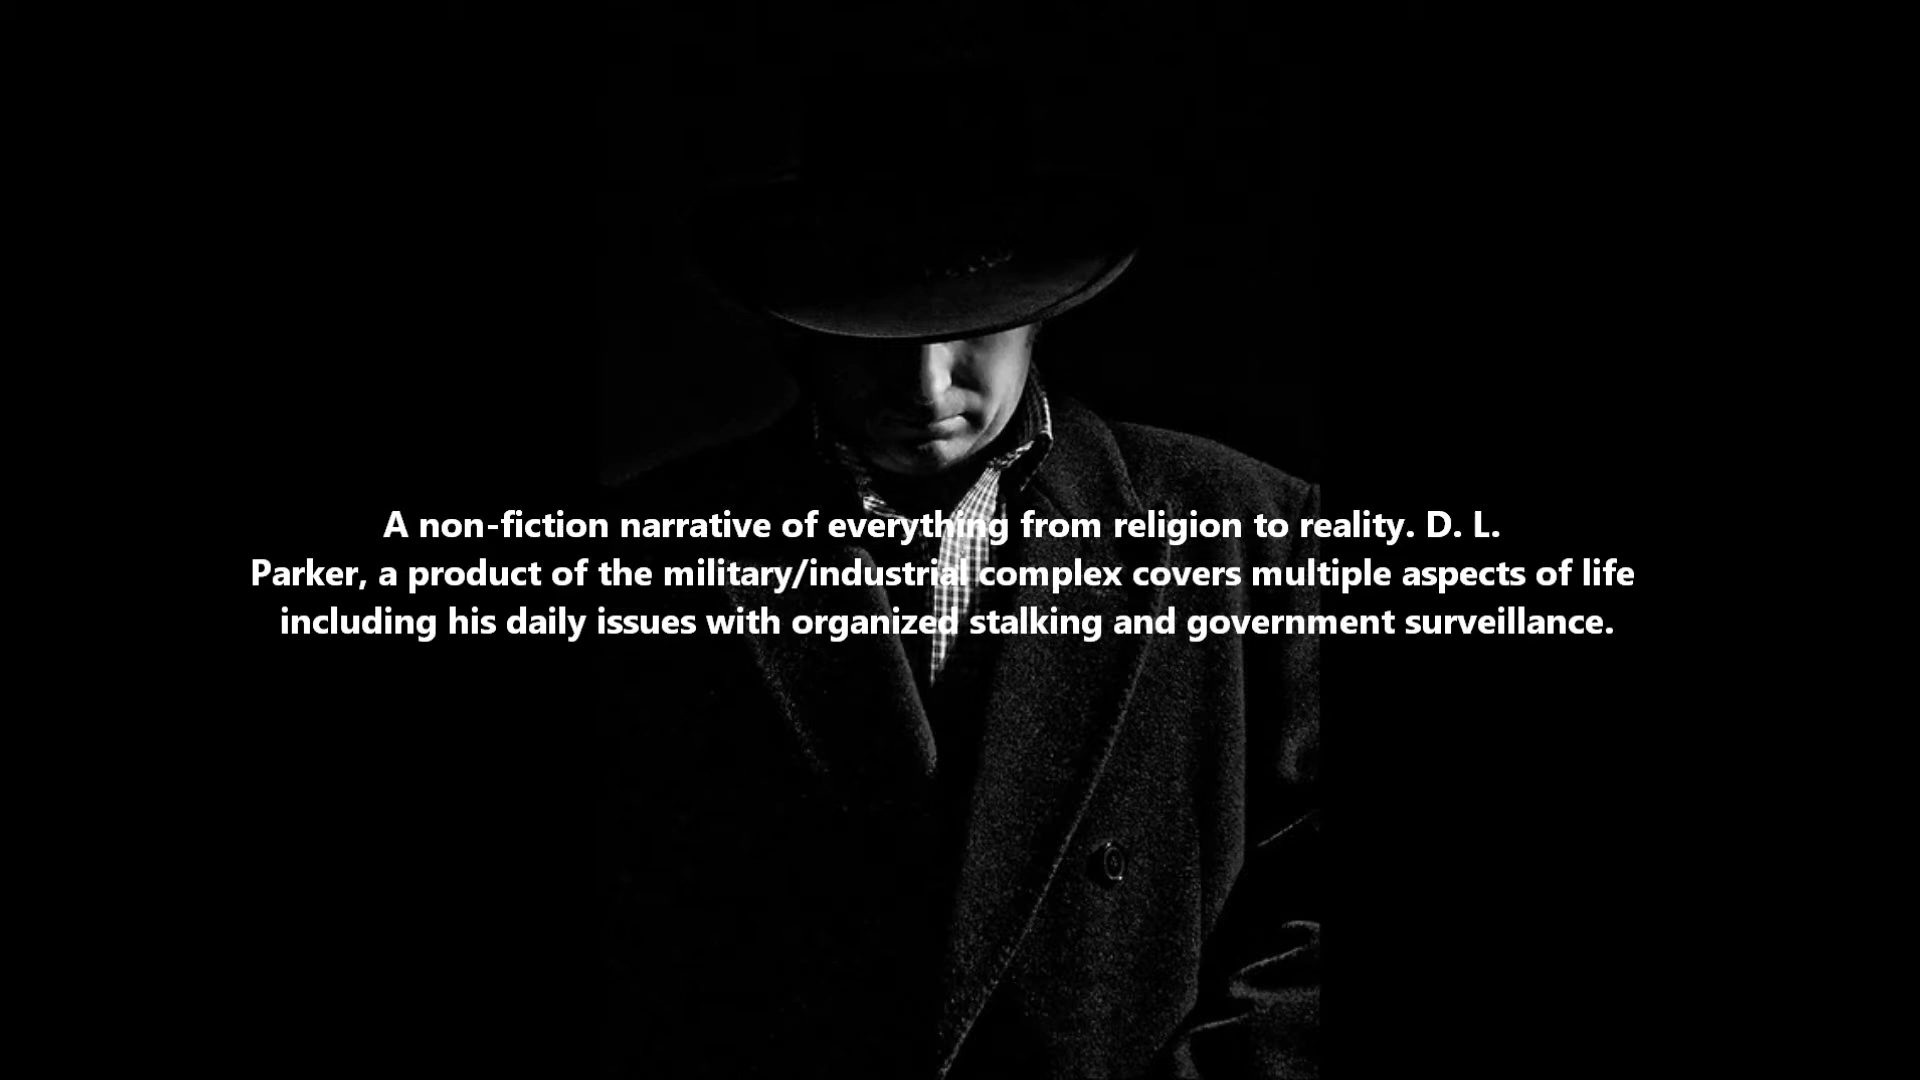 A non-fiction narrative of everything from religion to reality. D. L.
Parker, a product of the military/industrial complex covers multiple aspects of life
including his daily issues with organized stalking and government surveillance.